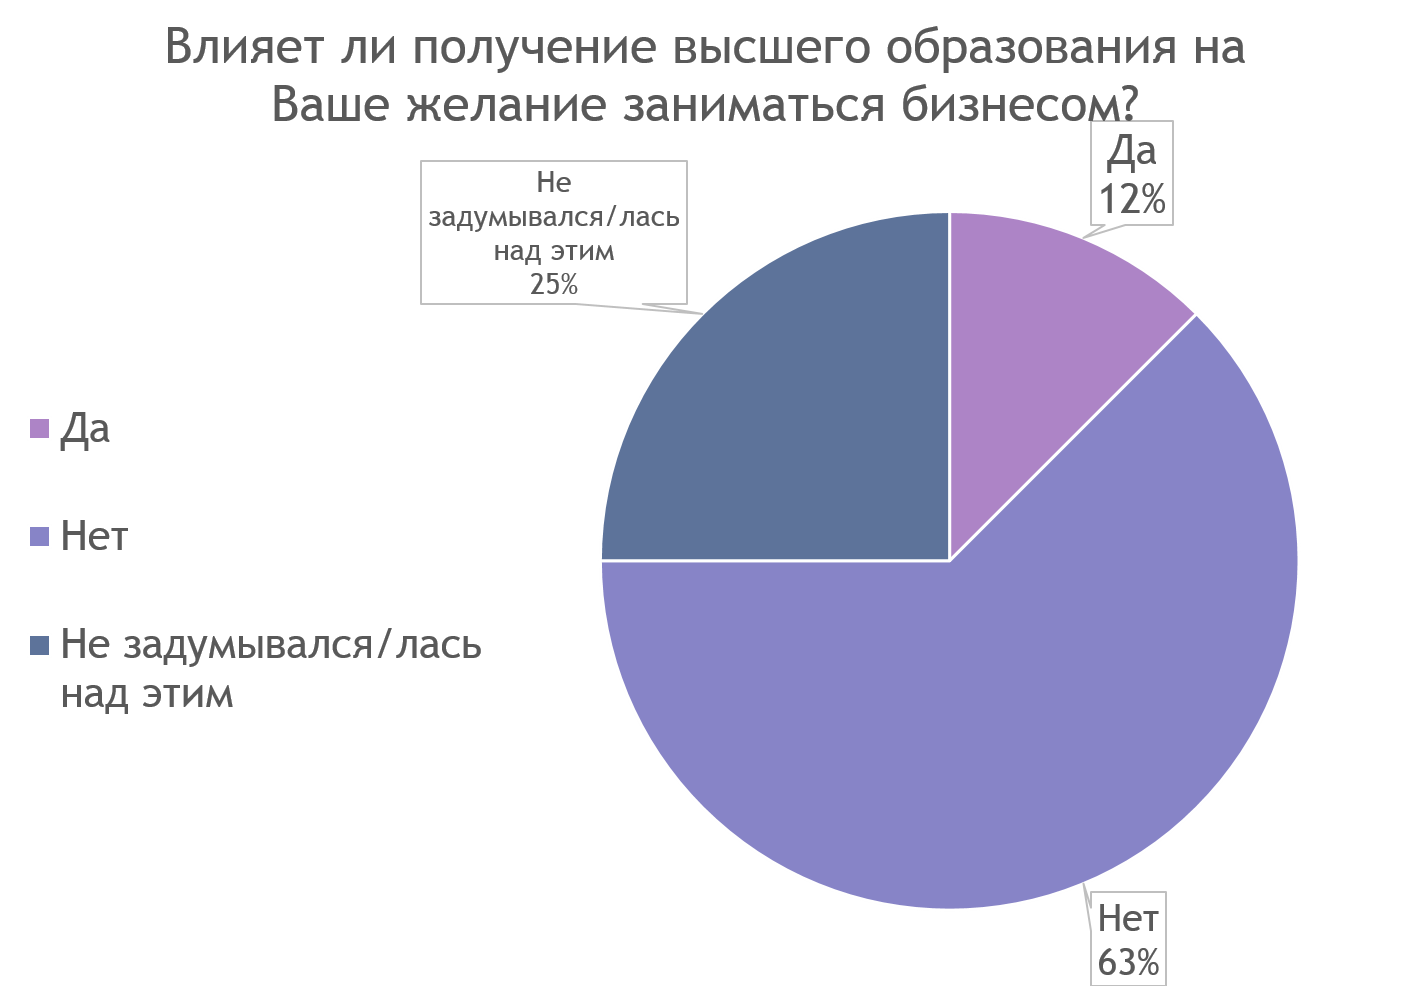 Влияет ли получение высшего образования на
Ваше желание заниматься бизнесом?
Да
12%
Не
задумывался/лась
над этим
25%
Да
Нет
Не задумывался/лась
над этим
Нет
63%